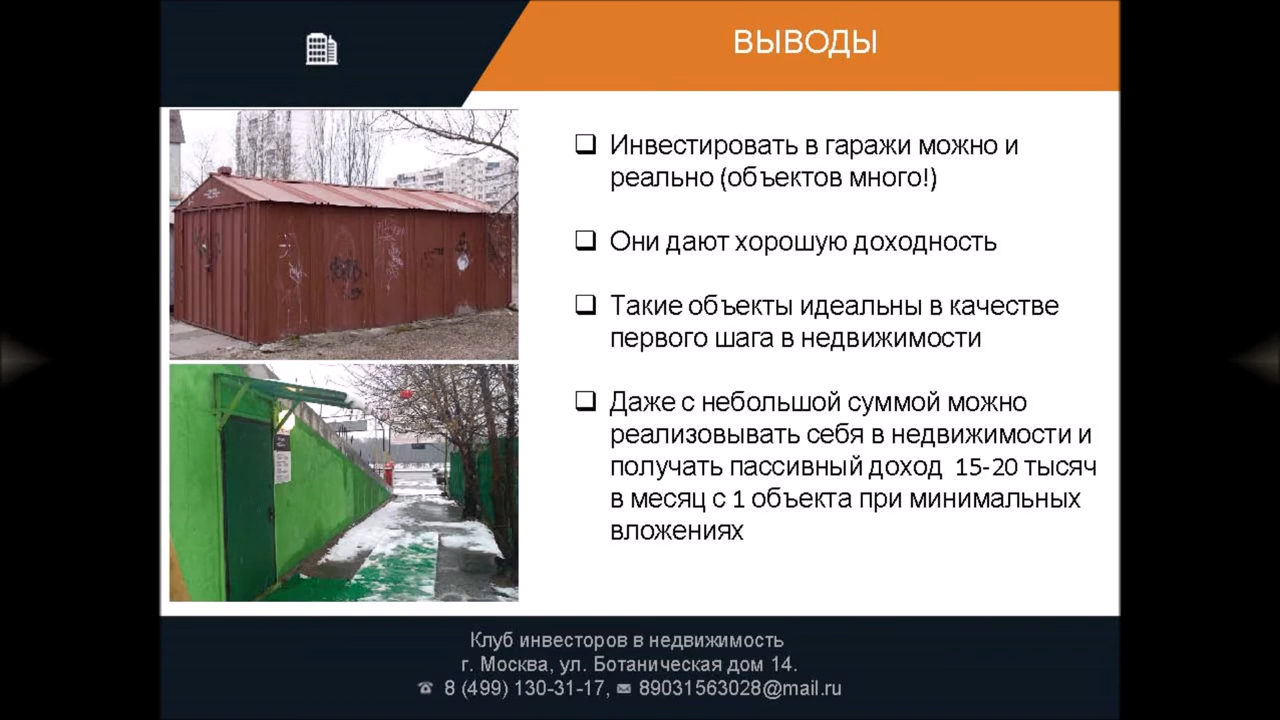 ВЫВОДЫ
❑ Инвестировать в гаражи можно и
реально (объектов много!)
❑ Они дают хорошую доходность
❑ Такие объекты идеальны в качестве
первого шага в недвижимости
❑ Даже с небольшой суммой можно
реализовывать себя в недвижимости и
получать пассивный доход 15-20 тысяч
в месяц с 1 объекта при минимальных
вложениях
Клуб инвесторов в недвижимость
г. Москва, ул. Ботаническая дом 14.
☎ 8 (499) 130-31-17, ✉ 89031563028@mail.ru